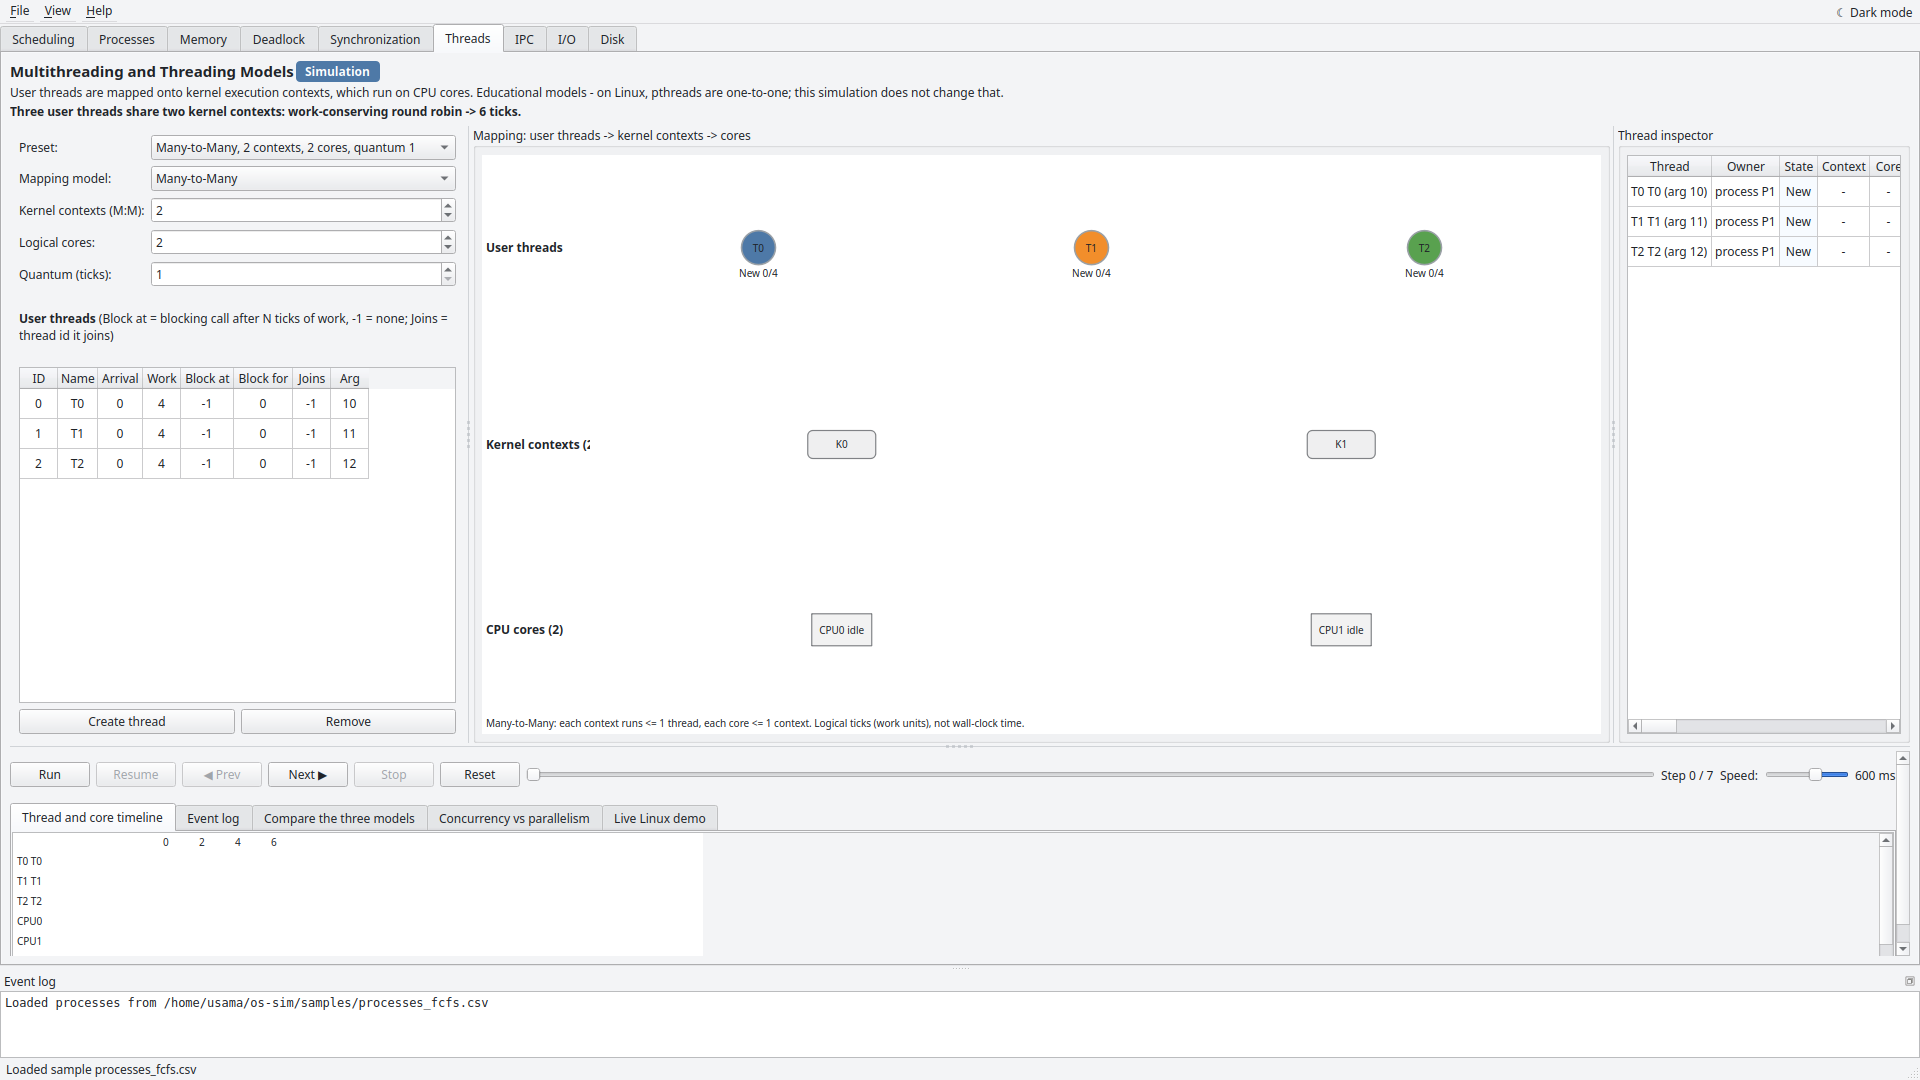 File View Help
☾ Dark mode
Scheduling Processes Memory Deadlock Synchronization Threads IPC I/O Disk
Multithreading and Threading Models Simulation
User threads are mapped onto kernel execution contexts, which run on CPU cores. Educational models - on Linux, pthreads are one-to-one; this simulation does not change that.
Three user threads share two kernel contexts: work-conserving round robin -> 6 ticks.
Preset: Many-to-Many, 2 contexts, 2 cores, quantum 1
Mapping model: Many-to-Many
Kernel contexts (M:M): 2
Logical cores: 2
Quantum (ticks): 1
User threads (Block at = blocking call after N ticks of work, -1 = none; Joins =
thread id it joins)
ID Name Arrival Work Block at Block for Joins Arg
0 T0 0 4 -1 0 -1 10
1 T1 0 4 -1 0 -1 11
2 T2 0 4 -1 0 -1 12
Create thread Remove
Mapping: user threads -> kernel contexts -> cores
User threads
T0 T1 T2
New 0/4 New 0/4 New 0/4
Kernel contexts (2
K0 K1
CPU cores (2)
CPU0 idle CPU1 idle
Many-to-Many: each context runs <= 1 thread, each core <= 1 context. Logical ticks (work units), not wall-clock time.
Thread inspector
Thread Owner State Context Core
T0 T0 (arg 10) process P1 New - -
T1 T1 (arg 11) process P1 New - -
T2 T2 (arg 12) process P1 New - -
Run Resume ◀ Prev Next ▶ Stop Reset Step 0 / 7 Speed: 600 ms
Thread and core timeline Event log Compare the three models Concurrency vs parallelism Live Linux demo
0 2 4 6
T0 T0
T1 T1
T2 T2
CPU0
CPU1
Event log
Loaded processes from /home/usama/os-sim/samples/processes_fcfs.csv
Loaded sample processes_fcfs.csv